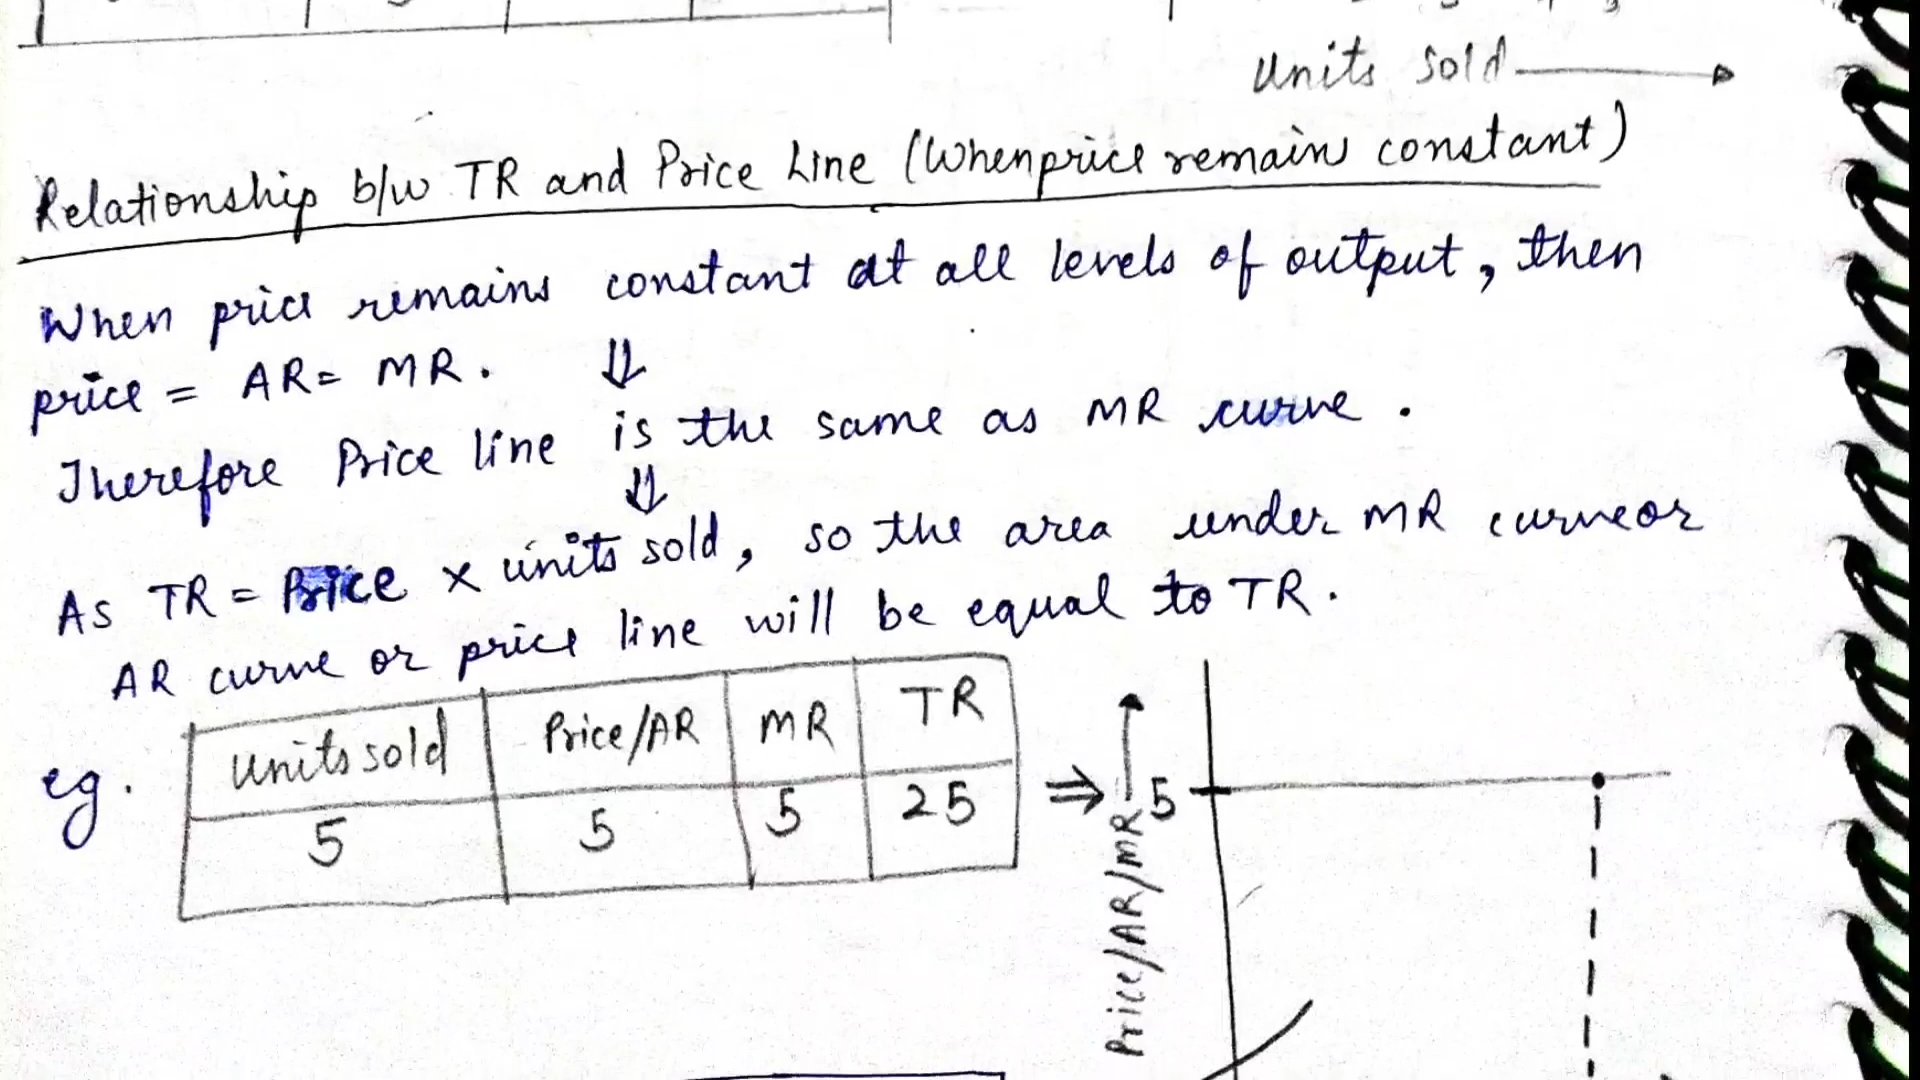 Units sold
Relationship b/w TR and Price Line (When price remains constant)
When price remains constant at all levels of output, then
price = AR = MR. ⇓
Therefore Price line is the same as MR curve.
⇓
As TR = Price × units sold, so the area under MR curve or
AR curve or price line will be equal to TR.
eg.
Units sold Price/AR MR TR
5 5 5 25
⇒ 5
Price/AR/MR